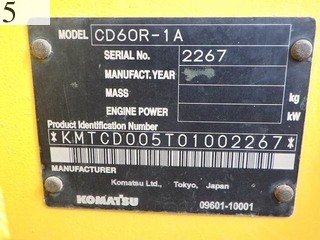 5
MODEL CD60R-1A
SERIAL NO. 2267
MANUFACT.YEAR
MASS kg
ENGINE POWER kW
Product Identification Number
*KMTCD005T01002267*
MANUFACTURER
Komatsu Ltd., Tokyo, Japan
KOMATSU 09601-10001